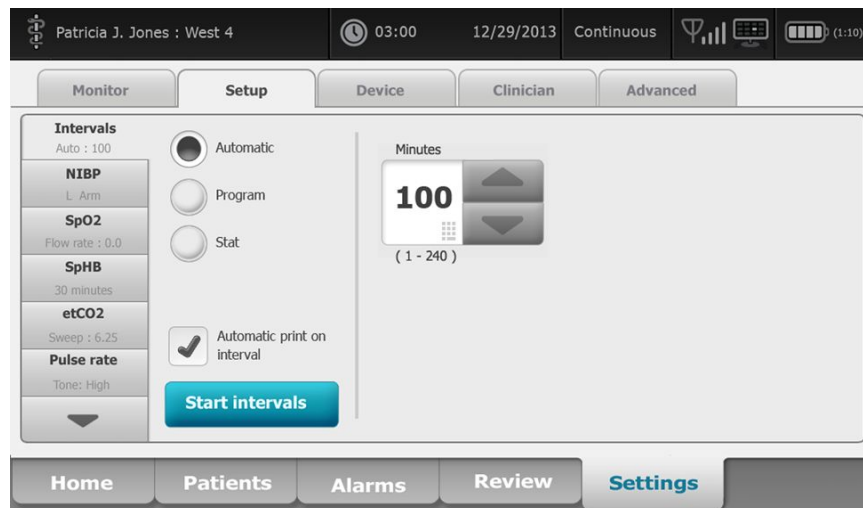 Patricia J. Jones : West 4 03:00 12/29/2013 Continuous (1:10)
Monitor Setup Device Clinician Advanced
Intervals
Auto : 100
NIBP
L Arm
SpO2
Flow rate : 0.0
SpHB
30 minutes
etCO2
Sweep : 6.25
Pulse rate
Tone: High
Automatic
Program
Stat
Automatic print on
interval
Start intervals
Minutes
100
( 1 - 240 )
Home Patients Alarms Review Settings